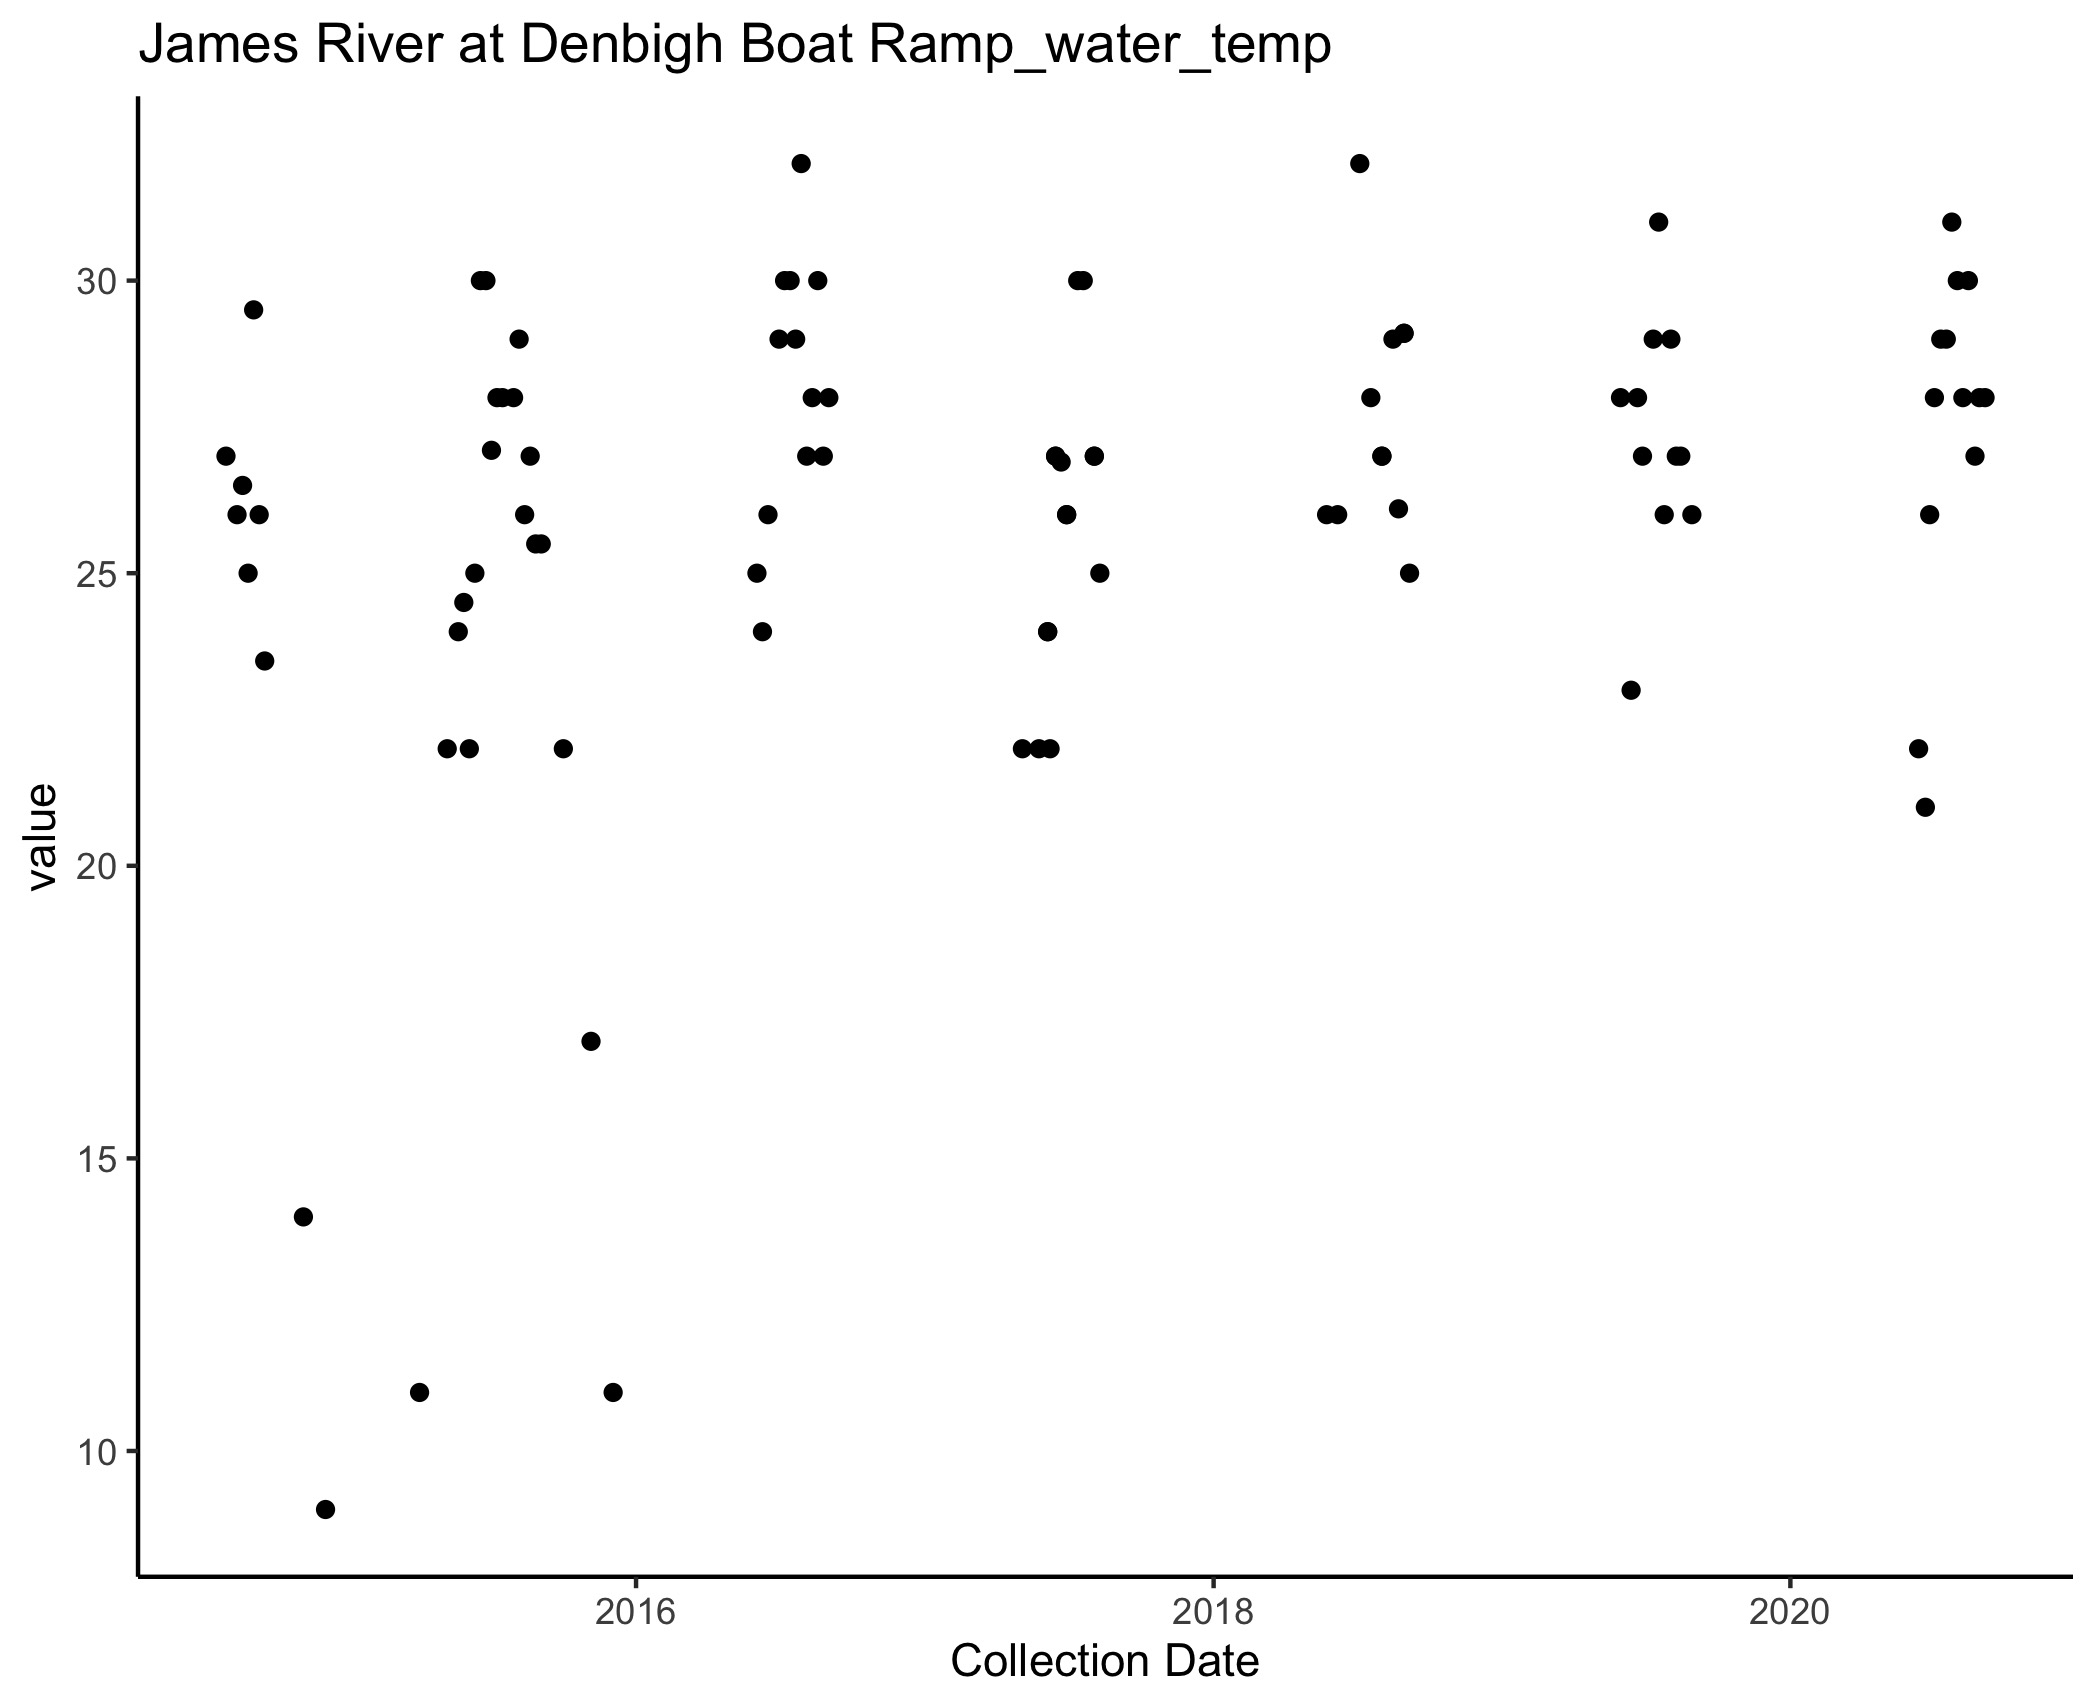 James River at Denbigh Boat Ramp_water_temp
value
30
25
20
15
10
2016 2018 2020
Collection Date